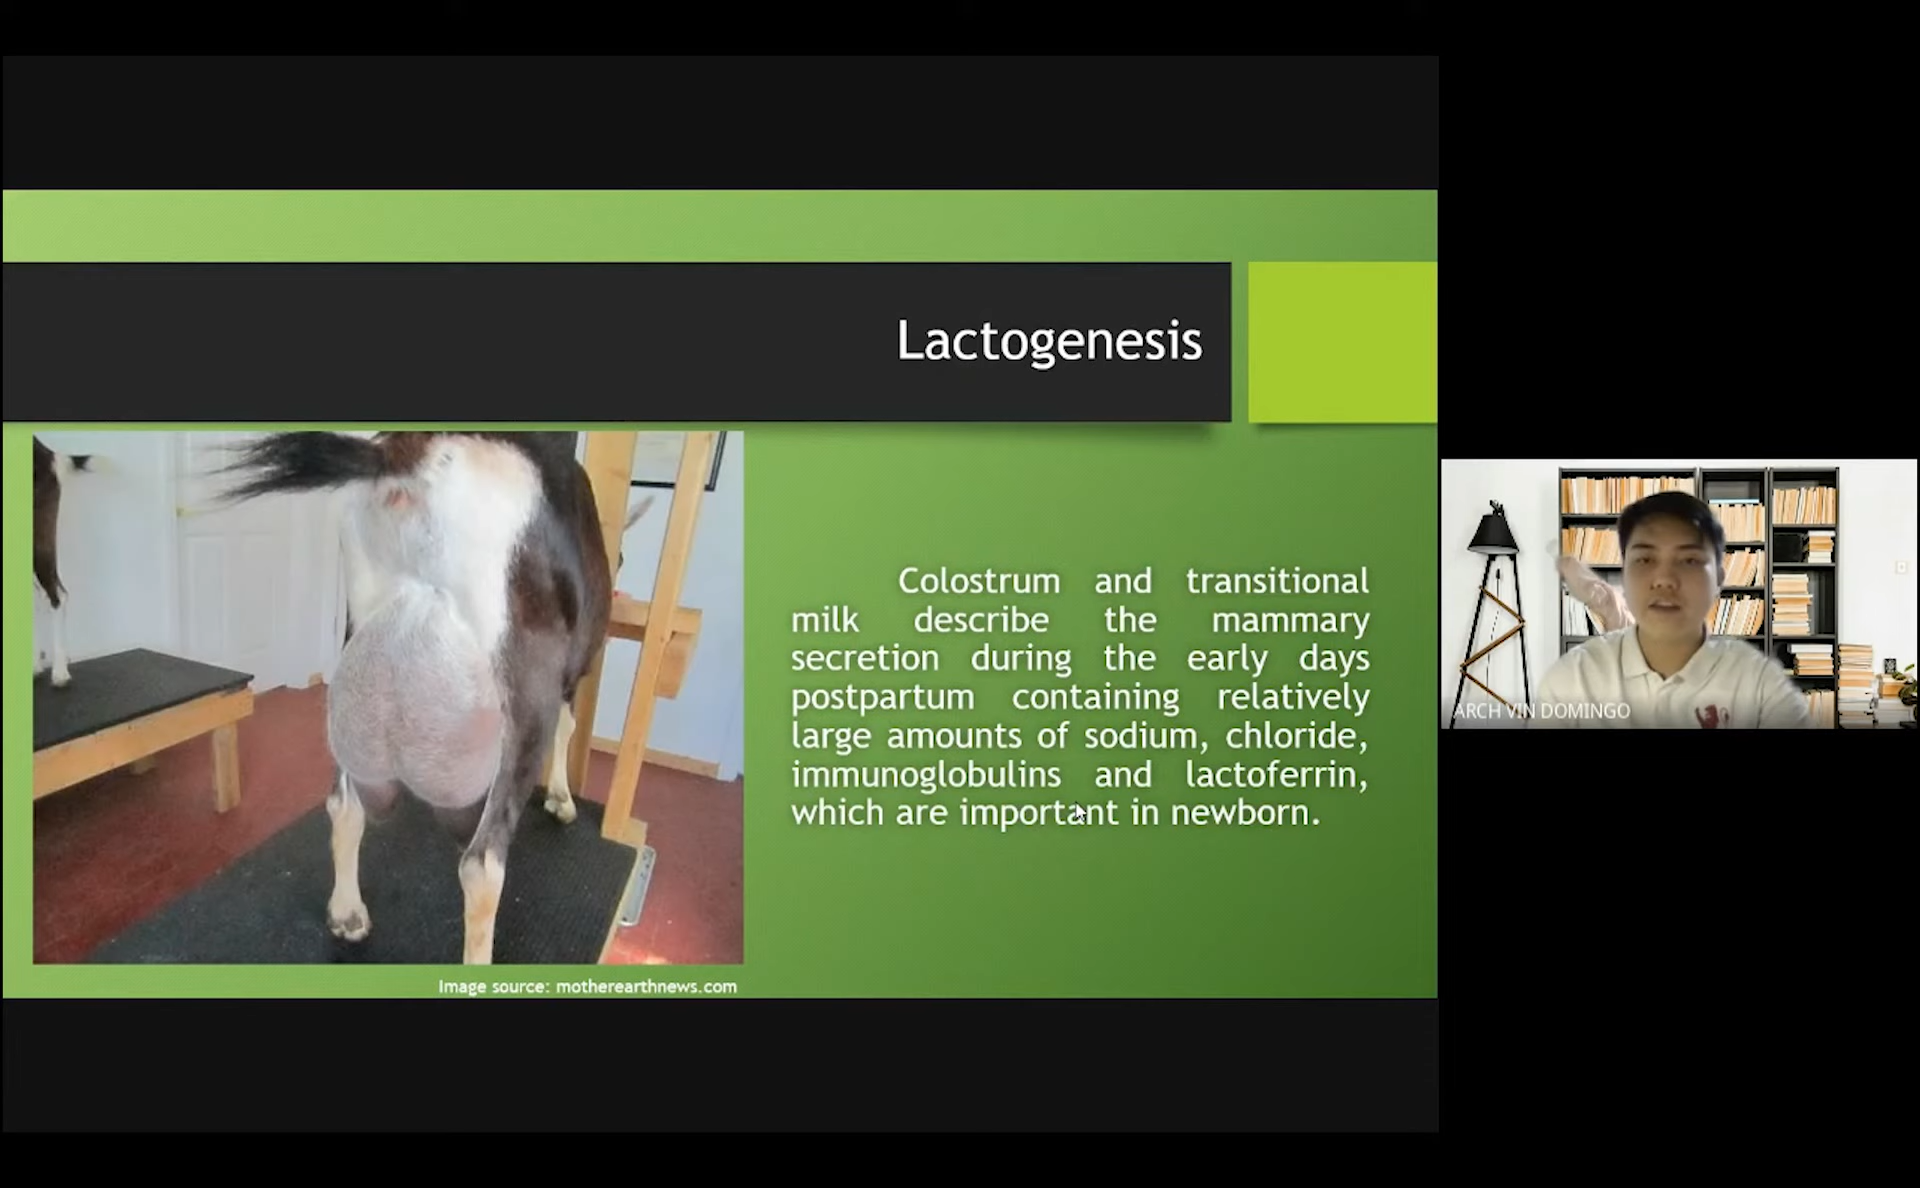 Lactogenesis
Colostrum and transitional
milk describe the mammary
secretion during the early days
postpartum containing relatively
large amounts of sodium, chloride,
immunoglobulins and lactoferrin,
which are important in newborn.
Image source: motherearthnews.com
ARCH VIN DOMINGO